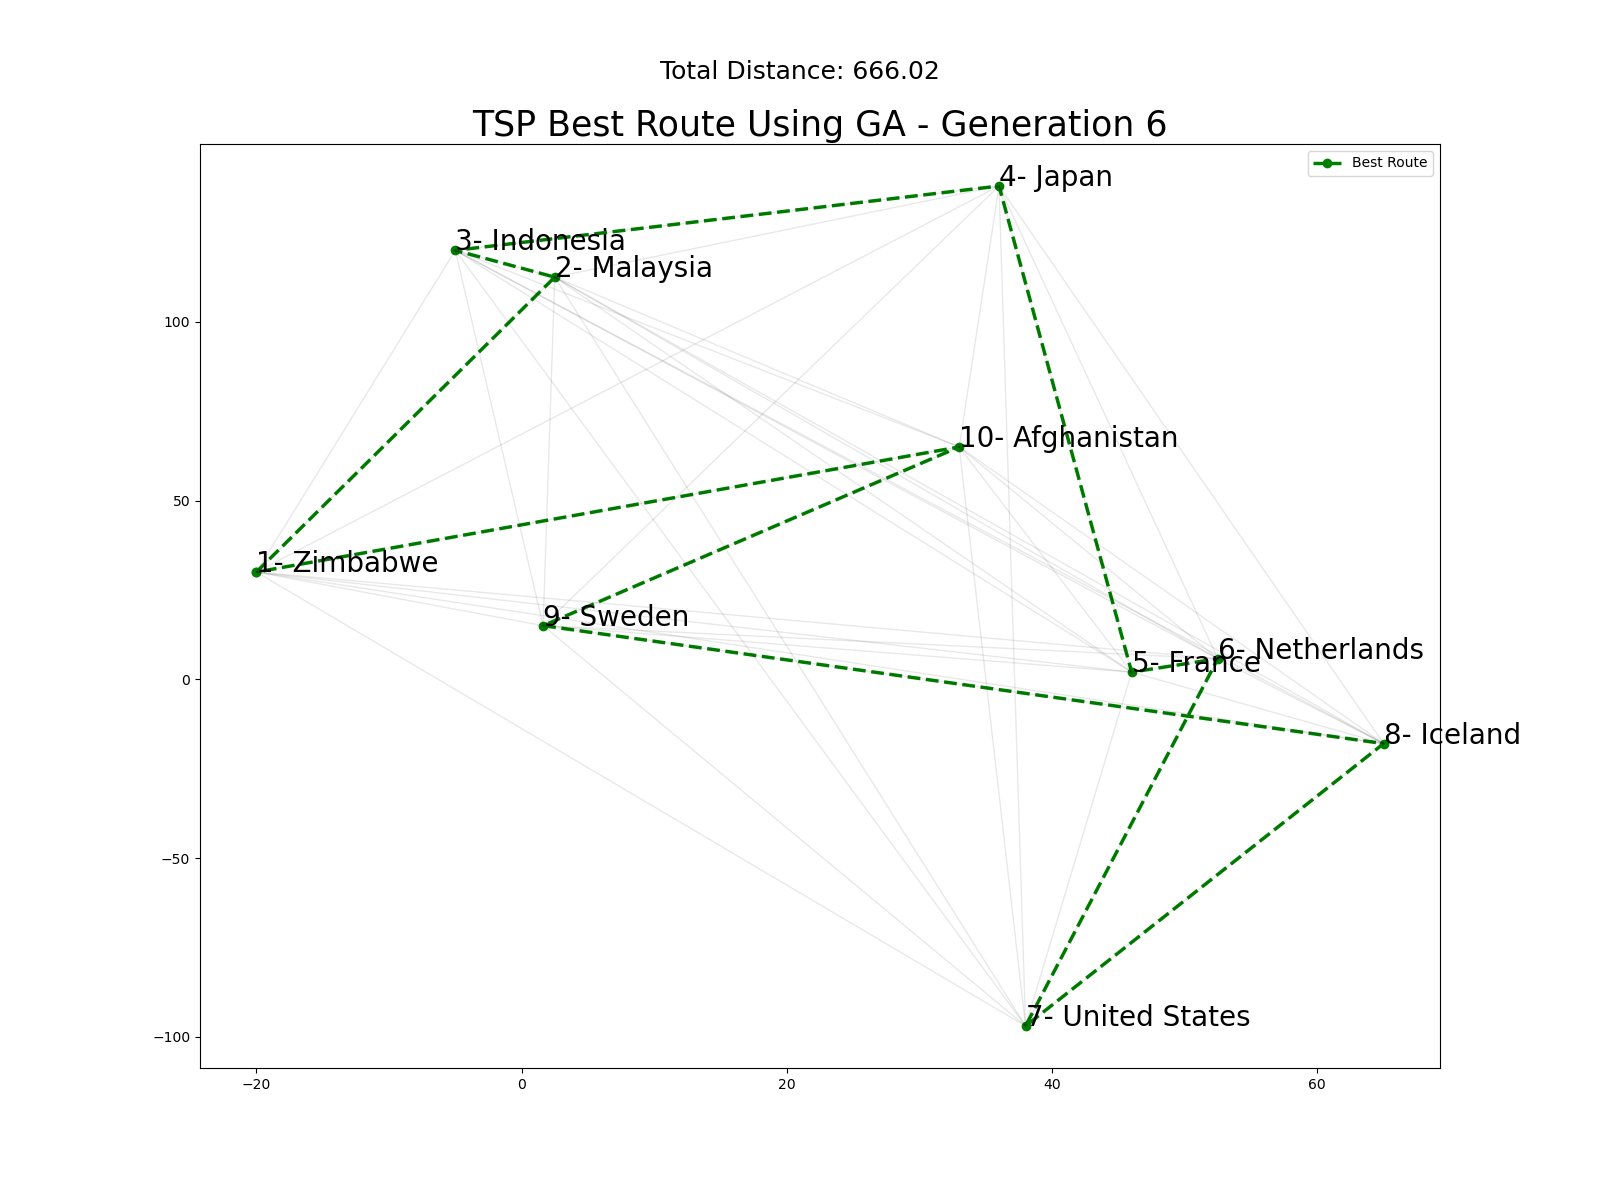 Total Distance: 666.02
TSP Best Route Using GA - Generation 6
Best Route
4- Japan
3- Indonesia
2- Malaysia
10- Afghanistan
1- Zimbabwe
9- Sweden
6- Netherlands
5- France
8- Iceland
7- United States
100
50
0
−50
−100
−20
0
20
40
60